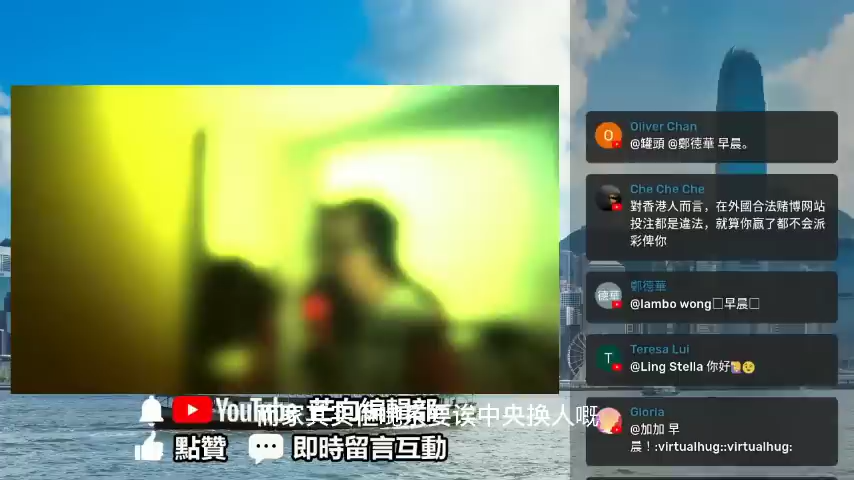 Oliver Chan
@罐頭 @鄭德華 早晨。
Che Che Che
對香港人而言，在外國合法賭博网站
投注都是違法，就算你贏了都不会派
彩俾你
鄭德華
@lambo wong□早晨□
Teresa Lui
@Ling Stella 你好
Gloria
@加加 早
晨！:virtualhug::virtualhug:
YouTube
點贊
即時留言互動